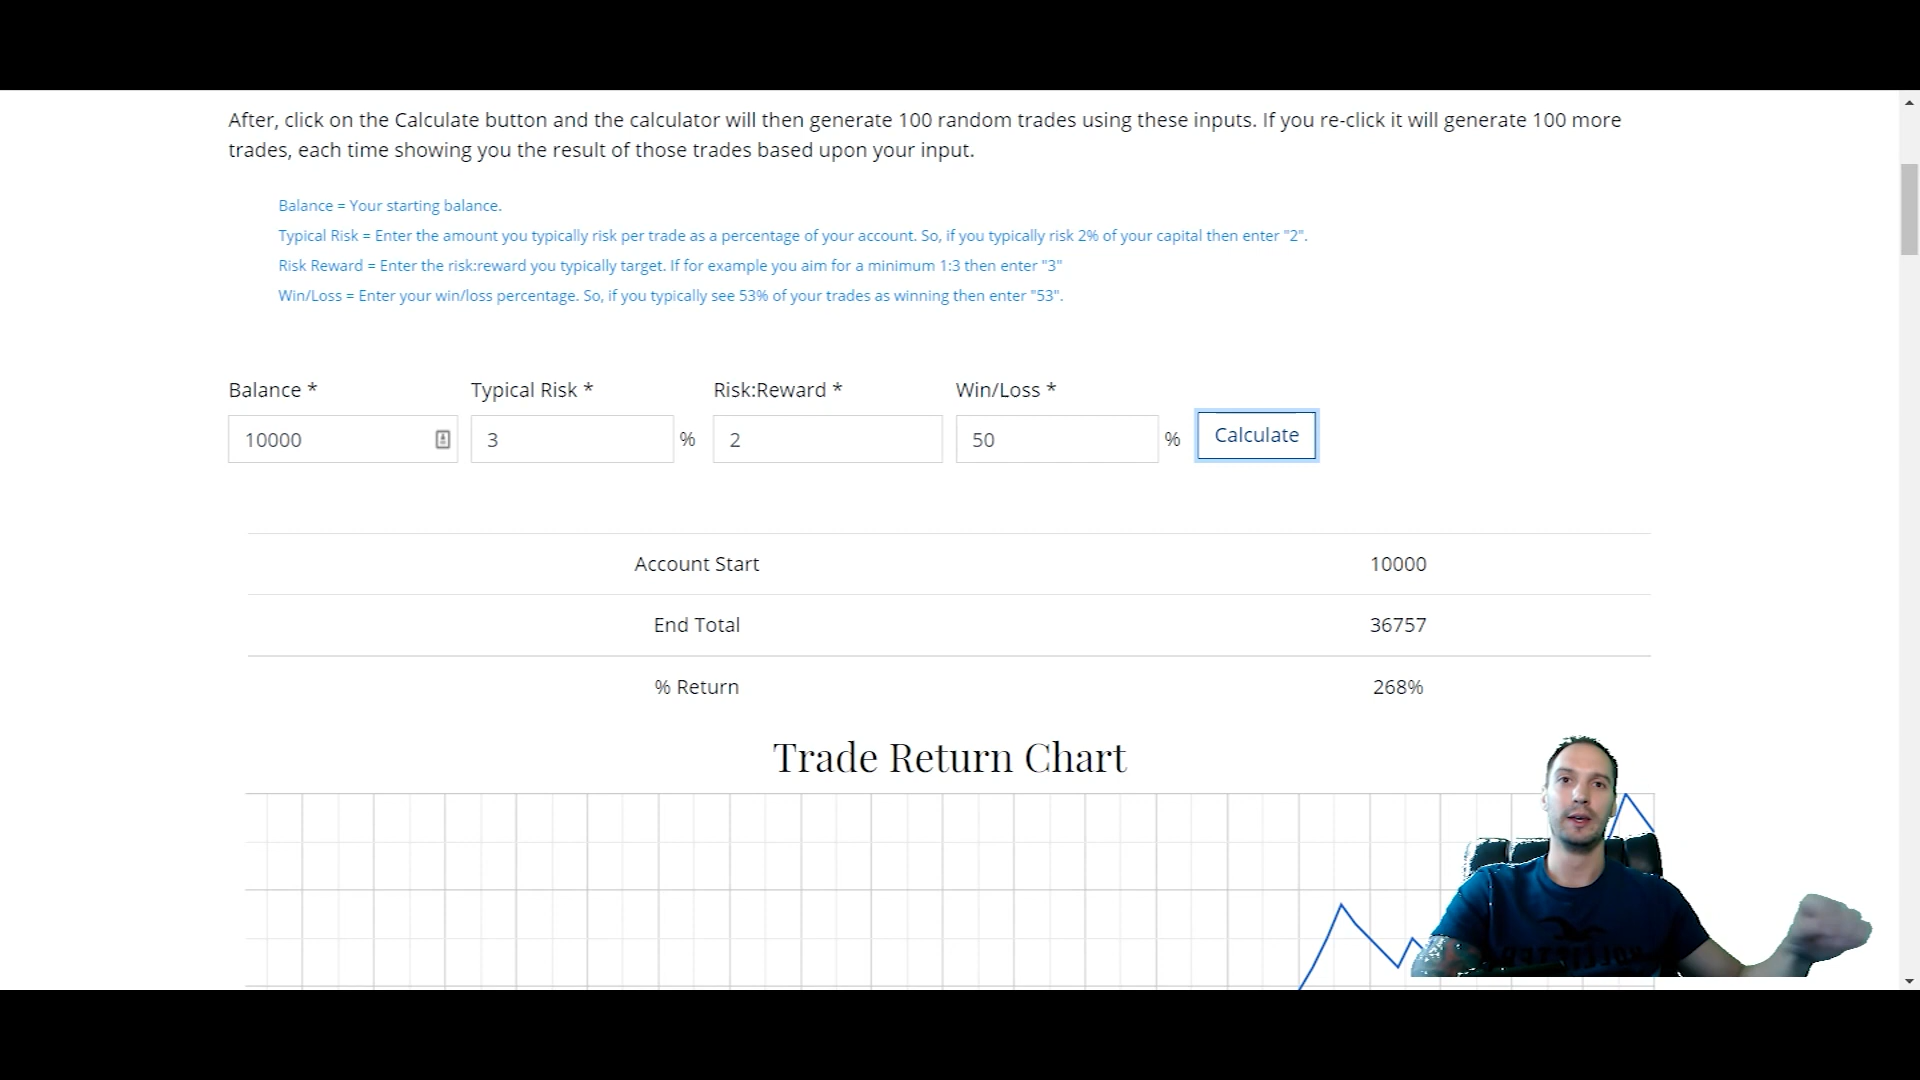 After, click on the Calculate button and the calculator will then generate 100 random trades using these inputs. If you re-click it will generate 100 more
trades, each time showing you the result of those trades based upon your input.
Balance = Your starting balance.
Typical Risk = Enter the amount you typically risk per trade as a percentage of your account. So, if you typically risk 2% of your capital then enter "2".
Risk Reward = Enter the risk:reward you typically target. If for example you aim for a minimum 1:3 then enter "3"
Win/Loss = Enter your win/loss percentage. So, if you typically see 53% of your trades as winning then enter "53".
Balance * Typical Risk * Risk:Reward * Win/Loss *
10000 3 % 2 50 % Calculate
Account Start 10000
End Total 36757
% Return 268%
Trade Return Chart